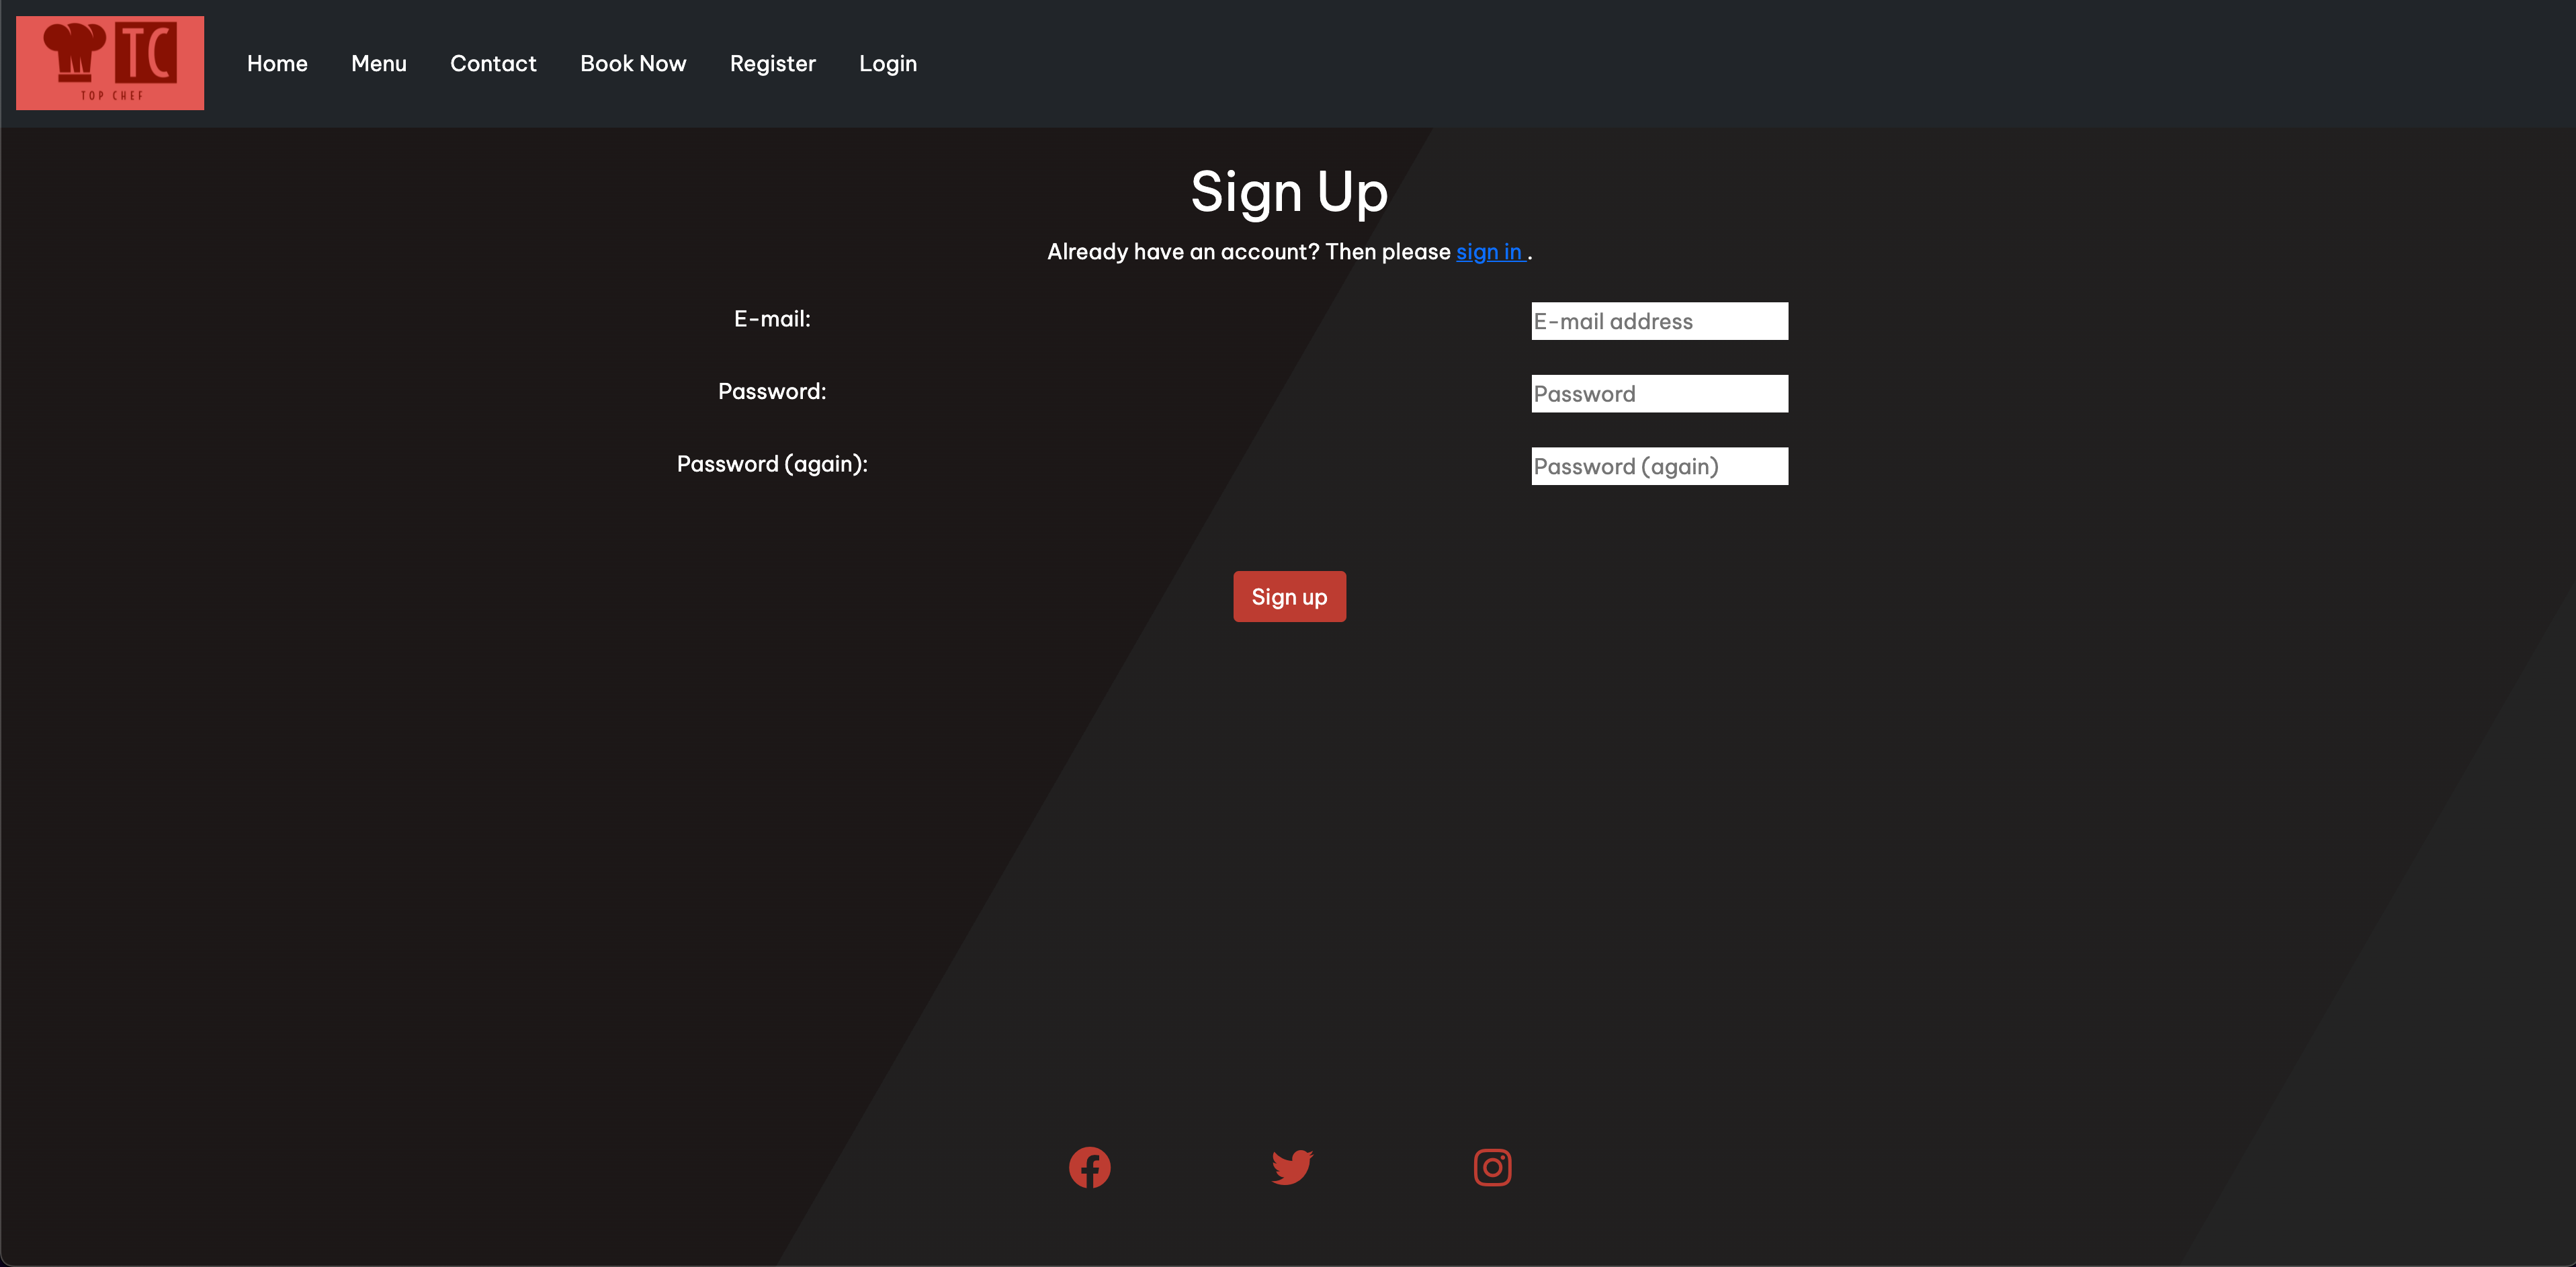 TC
TOP CHEF
Home Menu Contact Book Now Register Login
Sign Up
Already have an account? Then please sign in .
E-mail: E-mail address
Password: Password
Password (again): Password (again)
Sign up